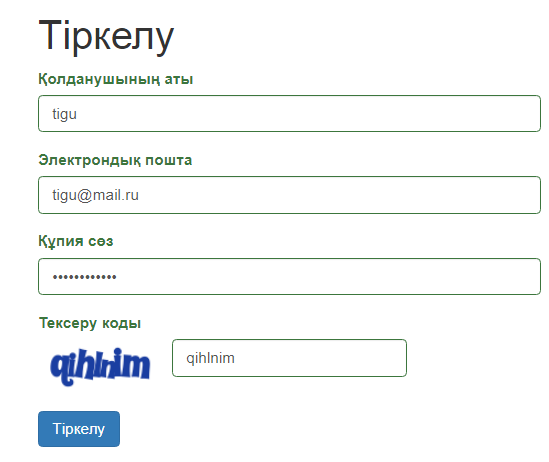 Тіркелу
Қолданушының аты
tigu
Электрондық пошта
tigu@mail.ru
Құпия сөз
••••••••••••
Тексеру коды
qihlnim qihlnim
Тіркелу